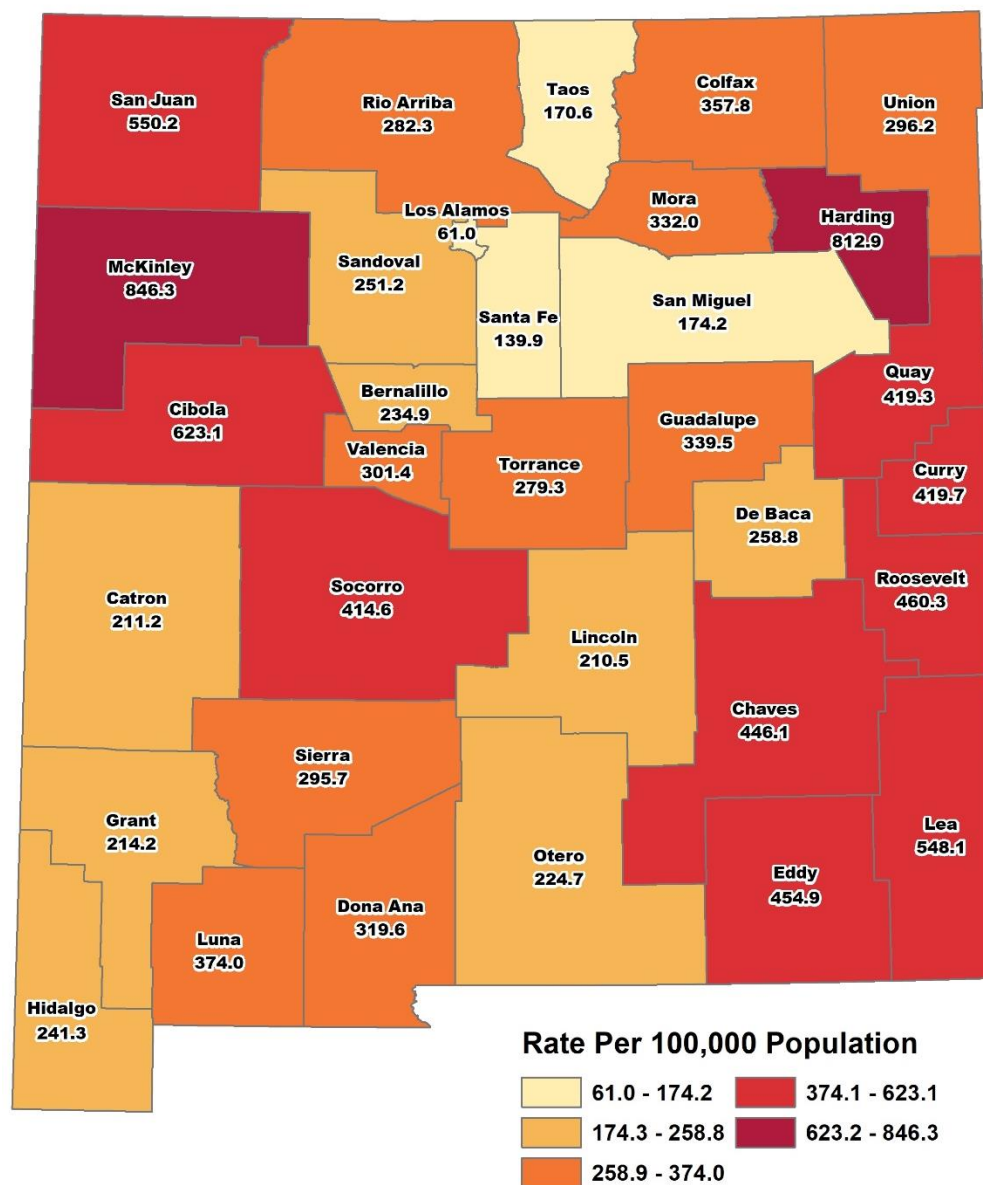 San Juan
550.2
Rio Arriba
282.3
Taos
170.6
Colfax
357.8
Union
296.2
McKinley
846.3
Los Alamos
61.0
Mora
332.0
Harding
812.9
Sandoval
251.2
Santa Fe
139.9
San Miguel
174.2
Cibola
623.1
Bernalillo
234.9
Quay
419.3
Valencia
301.4
Torrance
279.3
Guadalupe
339.5
Curry
419.7
De Baca
258.8
Catron
211.2
Socorro
414.6
Roosevelt
460.3
Lincoln
210.5
Chaves
446.1
Sierra
295.7
Grant
214.2
Otero
224.7
Lea
548.1
Eddy
454.9
Dona Ana
319.6
Luna
374.0
Hidalgo
241.3
Rate Per 100,000 Population
61.0 - 174.2
174.3 - 258.8
258.9 - 374.0
374.1 - 623.1
623.2 - 846.3